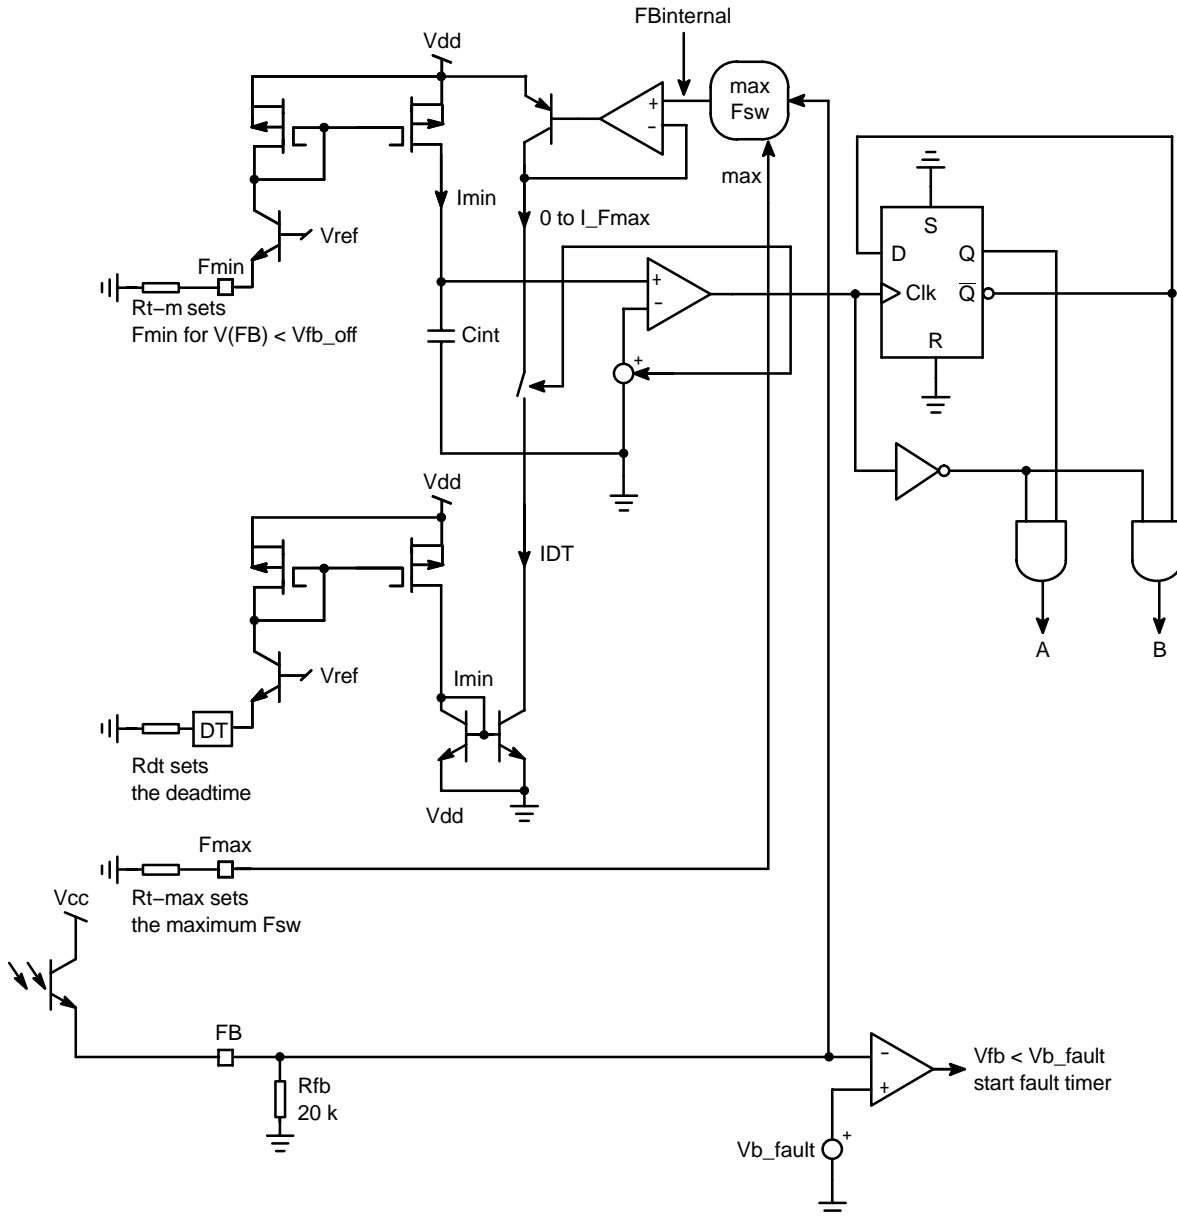 FBinternal
Vdd
max
Fsw
+
−
Imin
max
0 to I_Fmax
S
Vref
D
Q
Fmin
+
−
Clk
Q
Rt−m sets
Fmin for V(FB) < Vfb_off
Cint
R
+
Vdd
IDT
A
B
Vref
Imin
DT
Rdt sets
the deadtime
Vdd
Fmax
Rt−max sets
the maximum Fsw
Vcc
FB
−
+
Vfb < Vb_fault
start fault timer
Rfb
20 k
Vb_fault
+